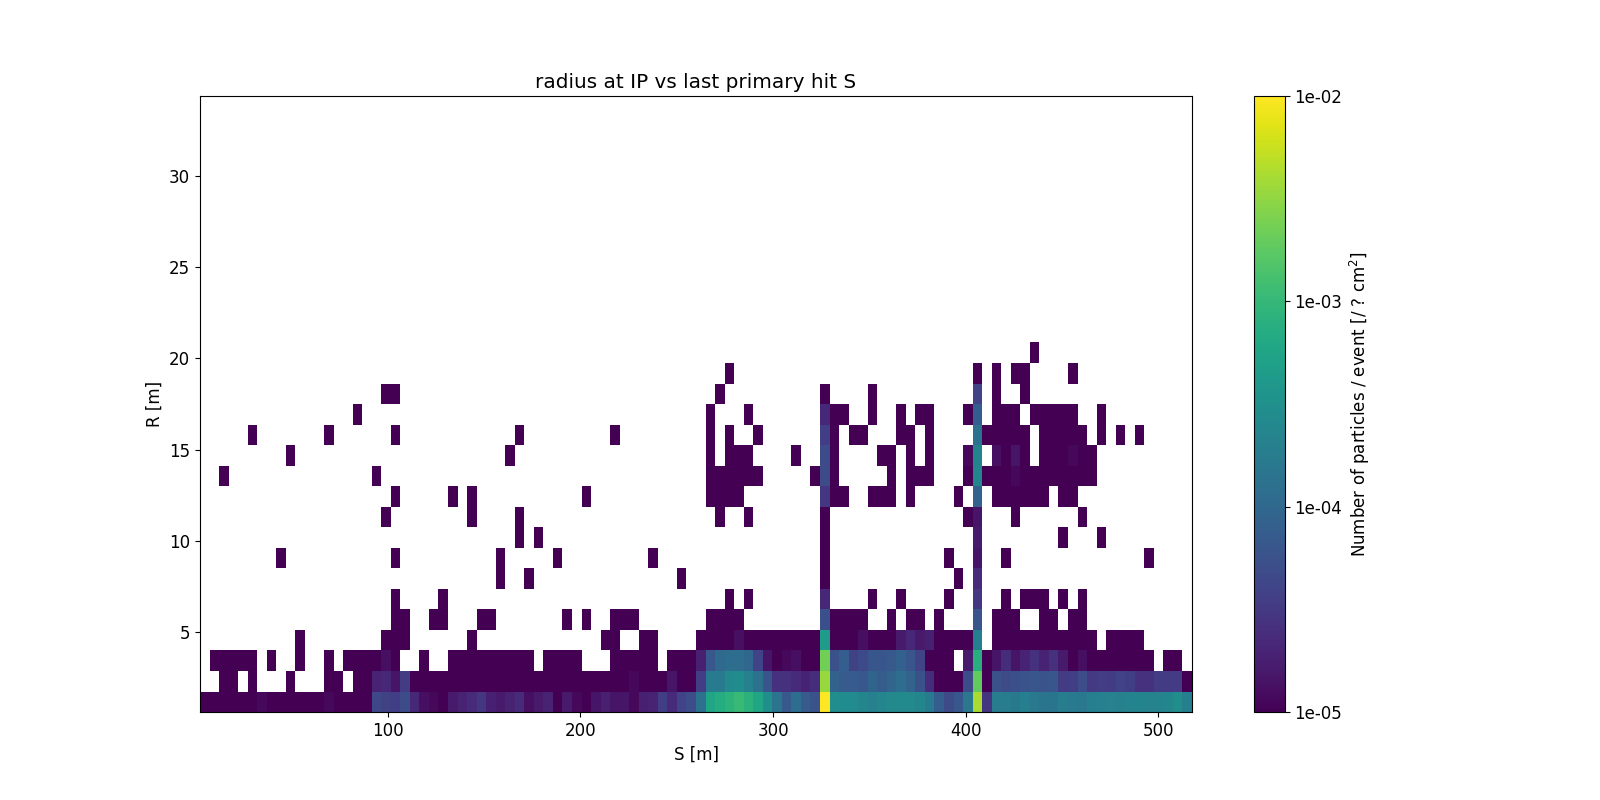 radius at IP vs last primary hit S
30
25
20
15
10
5
R [m]
100 200 300 400 500
S [m]
1e-02
1e-03
1e-04
1e-05
Number of particles / event [/ ? cm²]